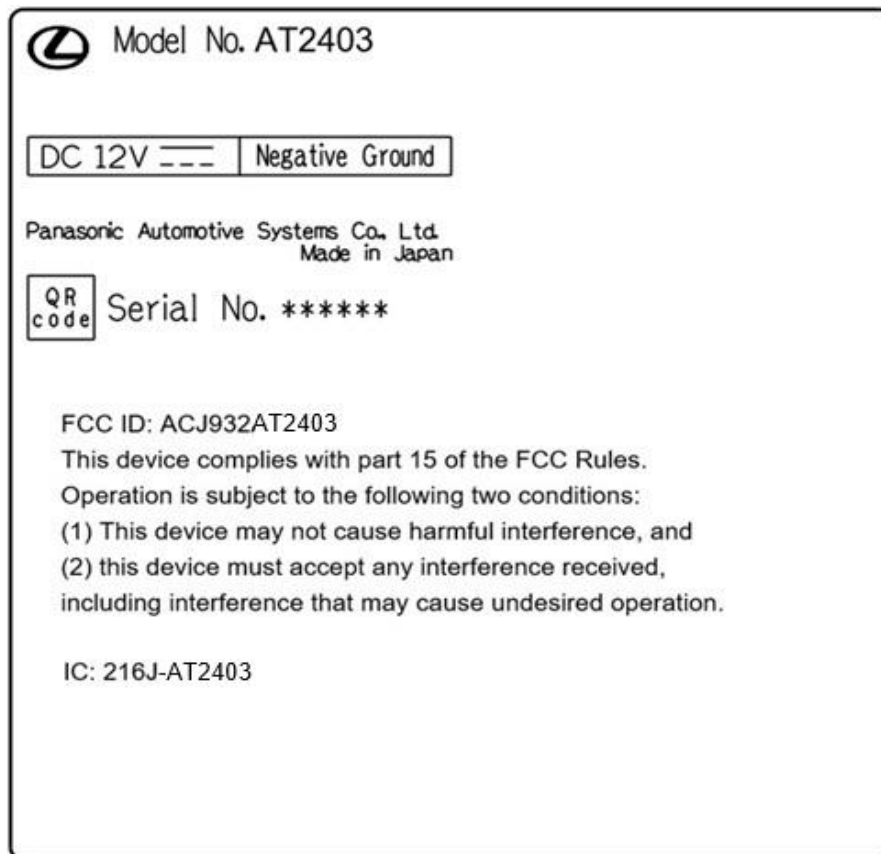 Model No. AT2403
DC 12V Negative Ground
Panasonic Automotive Systems Co., Ltd.
Made in Japan
QR code
Serial No. ******
FCC ID: ACJ932AT2403
This device complies with part 15 of the FCC Rules.
Operation is subject to the following two conditions:
(1) This device may not cause harmful interference, and
(2) this device must accept any interference received,
including interference that may cause undesired operation.
IC: 216J-AT2403